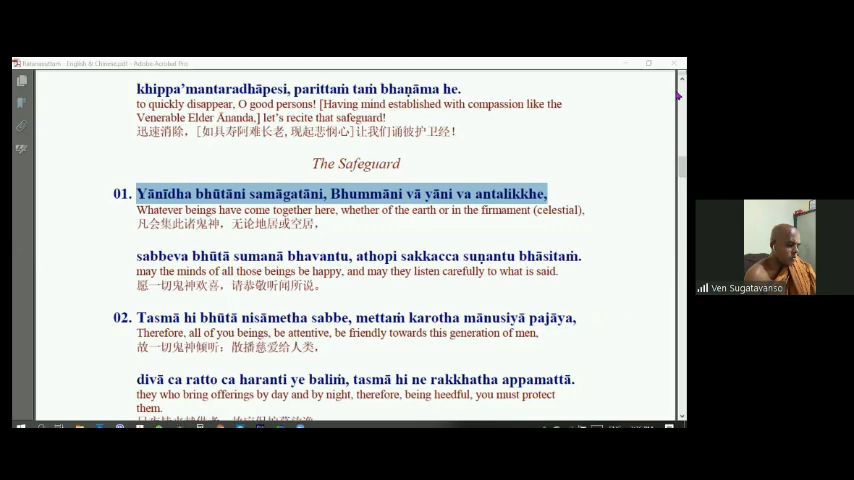 Ratanasuttaṁ - English & Chinese.pdf - Adobe Acrobat Pro
khippa'mantaradhāpesi, parittaṁ taṁ bhaṇāma he.
to quickly disappear, O good persons! [Having mind established with compassion like the
Venerable Elder Ānanda,] let's recite that safeguard!
迅速消除，[如具寿阿难长老,现起悲悯心]让我们诵彼护卫经！
The Safeguard
01. Yānīdha bhūtāni samāgatāni, Bhummāni vā yāni va antalikkhe,
Whatever beings have come together here, whether of the earth or in the firmament (celestial),
凡会集此诸鬼神，无论地居或空居，
sabbeva bhūtā sumanā bhavantu, athopi sakkacca suṇantu bhāsitaṁ.
may the minds of all those beings be happy, and may they listen carefully to what is said.
愿一切鬼神欢喜，请恭敬听闻所说。
02. Tasmā hi bhūtā nisāmetha sabbe, mettaṁ karotha mānusiyā pajāya,
Therefore, all of you beings, be attentive, be friendly towards this generation of men,
故一切鬼神倾听：散播慈爱给人类，
divā ca ratto ca haranti ye baliṁ, tasmā hi ne rakkhatha appamattā.
they who bring offerings by day and by night, therefore, being heedful, you must protect
them.
Ven Sugatavanso